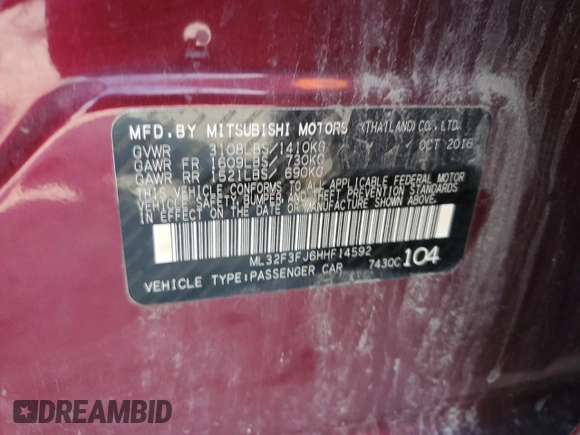 MFD.BY MITSUBISHI MOTORS (THAILAND) CO., LTD.
GVWR 3108LBS/1410KG OCT 2016
GAWR FR 1609LBS/ 730KG
GAWR RR 1521LBS/ 690KG
THIS VEHICLE CONFORMS TO ALL APPLICABLE FEDERAL MOTOR
VEHICLE SAFETY, BUMPER AND THEFT PREVENTION STANDARDS
IN EFFECT ON THE DATE OF MANUFACTURE SHOWN ABOVE.
ML32F3FJ6HHF14592
VEHICLE TYPE:PASSENGER CAR 7430C 104
DREAMBID